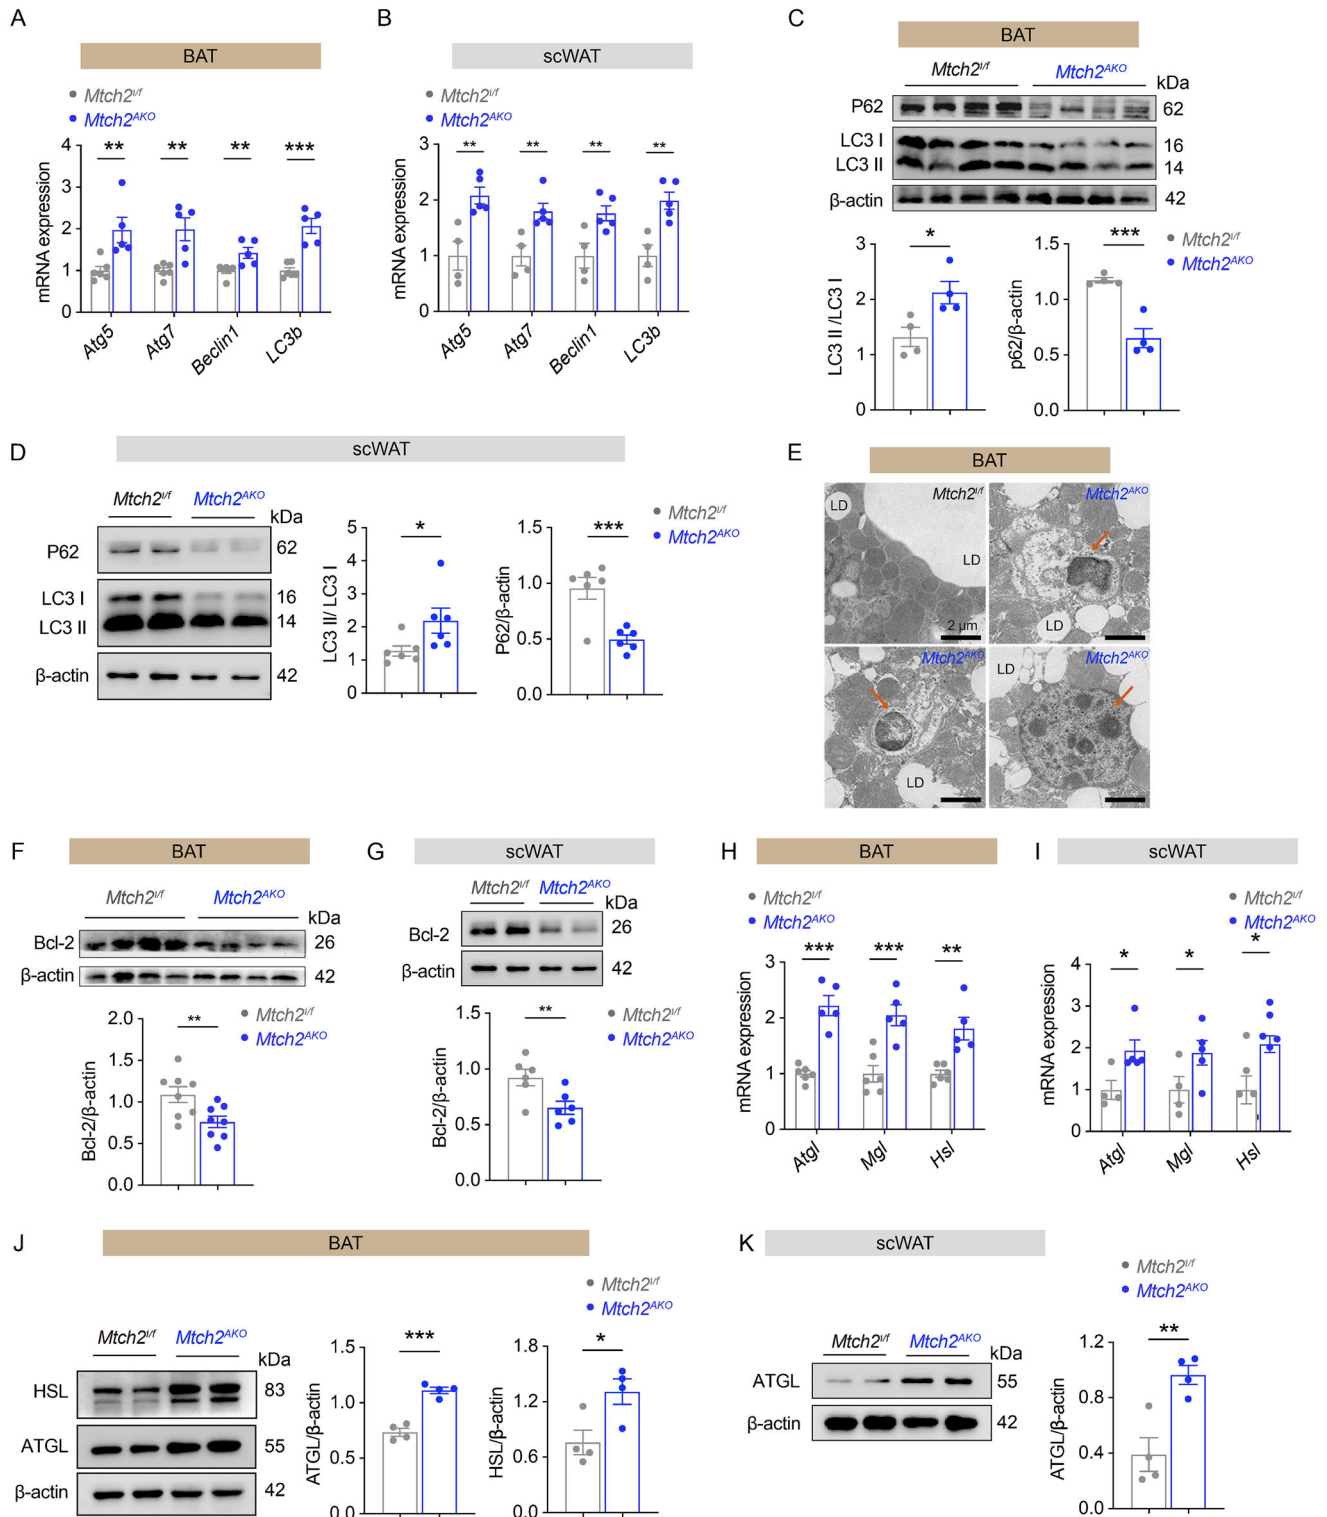 A
BAT
Mtch2f/f
Mtch2AKO
mRNA expression
4
3
2
1
0
** ** ** ***
Atg5 Atg7 Beclin1 LC3b
B
scWAT
Mtch2f/f
Mtch2AKO
mRNA expression
3
2
1
0
** ** ** **
Atg5 Atg7 Beclin1 LC3b
C
BAT
Mtch2f/f Mtch2AKO
kDa
P62 62
LC3 I 16
LC3 II 14
β-actin 42
LC3 II /LC3 I
3
2
1
0
*
p62/β-actin
1.5
1.0
0.5
0.0
***
Mtch2f/f
Mtch2AKO
D
scWAT
Mtch2f/f Mtch2AKO
kDa
P62 62
LC3 I 16
LC3 II 14
β-actin 42
LC3 II/ LC3 I
5
4
3
2
1
0
*
P62/β-actin
1.5
1.0
0.5
0.0
***
Mtch2f/f
Mtch2AKO
E
BAT
Mtch2f/f
LD
LD
2 μm
Mtch2AKO
LD
Mtch2AKO
LD
Mtch2AKO
LD
F
BAT
Mtch2f/f Mtch2AKO
kDa
Bcl-2 26
β-actin 42
Bcl-2/β-actin
2.0
1.5
1.0
0.5
0.0
**
Mtch2f/f
Mtch2AKO
G
scWAT
Mtch2f/f Mtch2AKO
kDa
Bcl-2 26
β-actin 42
Bcl-2/β-actin
1.5
1.0
0.5
0.0
**
Mtch2f/f
Mtch2AKO
H
BAT
Mtch2f/f
Mtch2AKO
mRNA expression
3
2
1
0
*** *** **
Atgl Mgl Hsl
I
scWAT
Mtch2f/f
Mtch2AKO
mRNA expression
4
3
2
1
0
* * *
Atgl Mgl Hsl
J
BAT
Mtch2f/f Mtch2AKO
kDa
HSL 83
ATGL 55
β-actin 42
ATGL/β-actin
1.5
1.0
0.5
0.0
***
Mtch2f/f
Mtch2AKO
HSL/β-actin
1.8
1.2
0.6
0.0
*
K
scWAT
Mtch2f/f Mtch2AKO
kDa
ATGL 55
β-actin 42
Mtch2f/f
Mtch2AKO
ATGL/β-actin
1.2
0.8
0.4
0.0
**